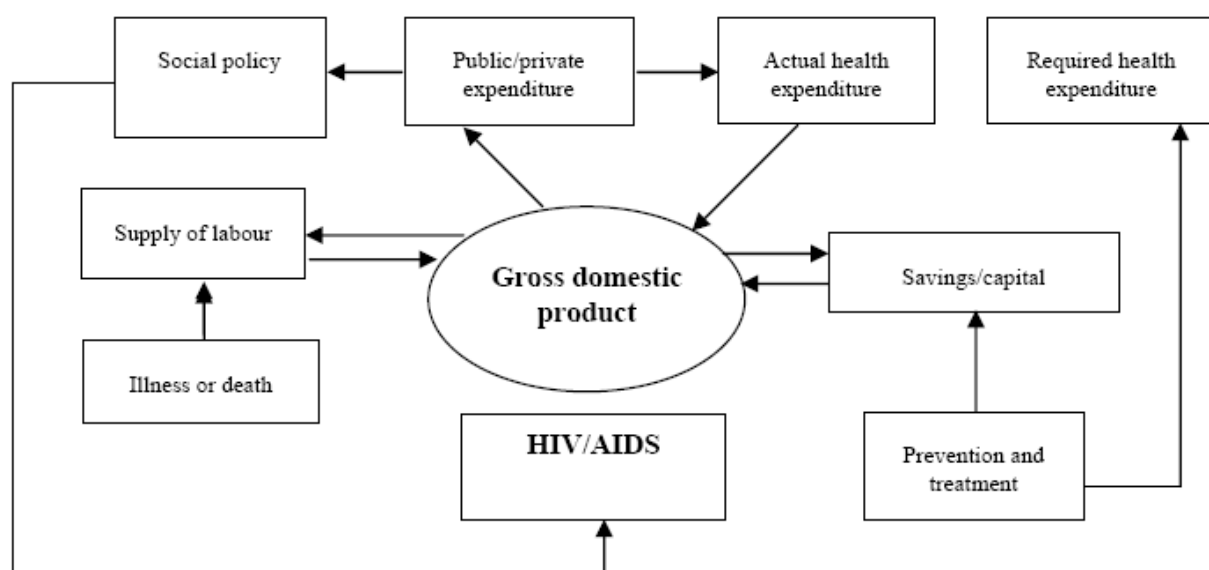 Social policy
Public/private
expenditure
Actual health
expenditure
Required health
expenditure
Supply of labour
Gross domestic
product
Savings/capital
Illness or death
HIV/AIDS
Prevention and
treatment